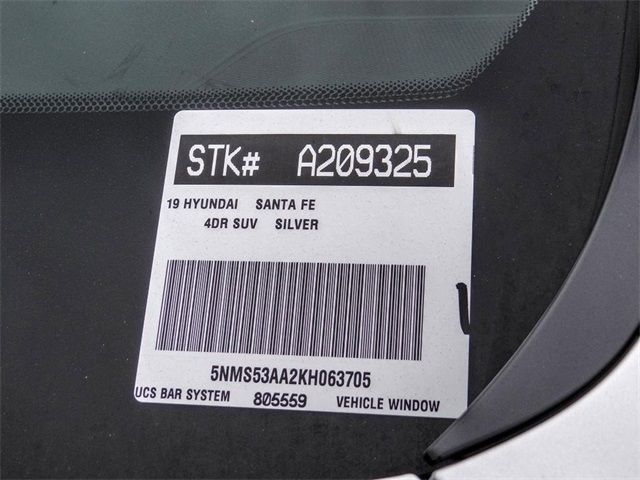 STK# A209325
19 HYUNDAI SANTA FE
4DR SUV SILVER
5NMS53AA2KH063705
UCS BAR SYSTEM 805559 VEHICLE WINDOW